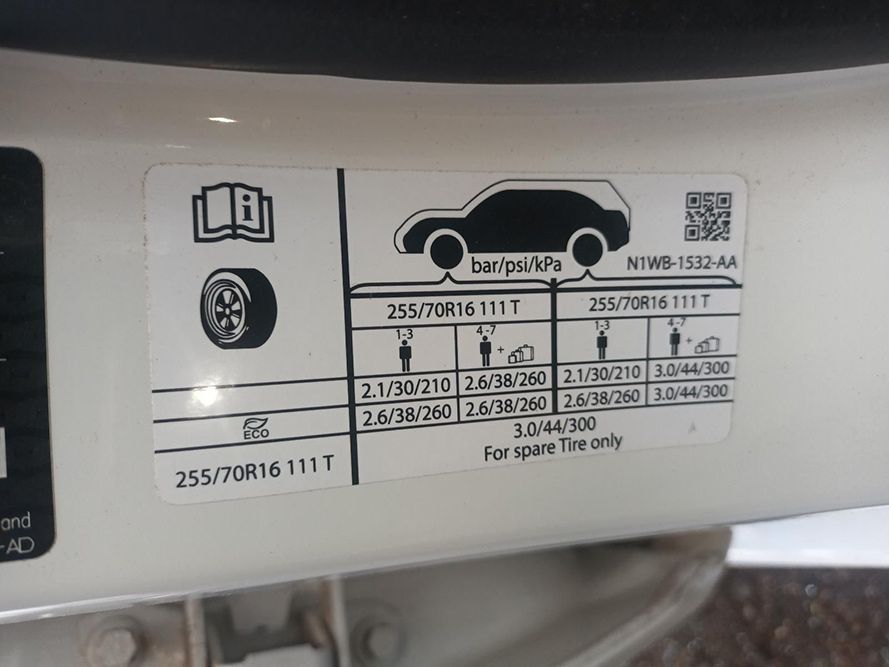 i
bar/psi/kPa
N1WB-1532-AA
255/70R16 111 T
255/70R16 111 T
1-3
4-7
1-3
4-7
+
+
2.1/30/210
2.6/38/260
2.1/30/210
3.0/44/300
ECO
2.6/38/260
2.6/38/260
2.6/38/260
3.0/44/300
255/70R16 111 T
3.0/44/300
For spare Tire only
A
and
-AD